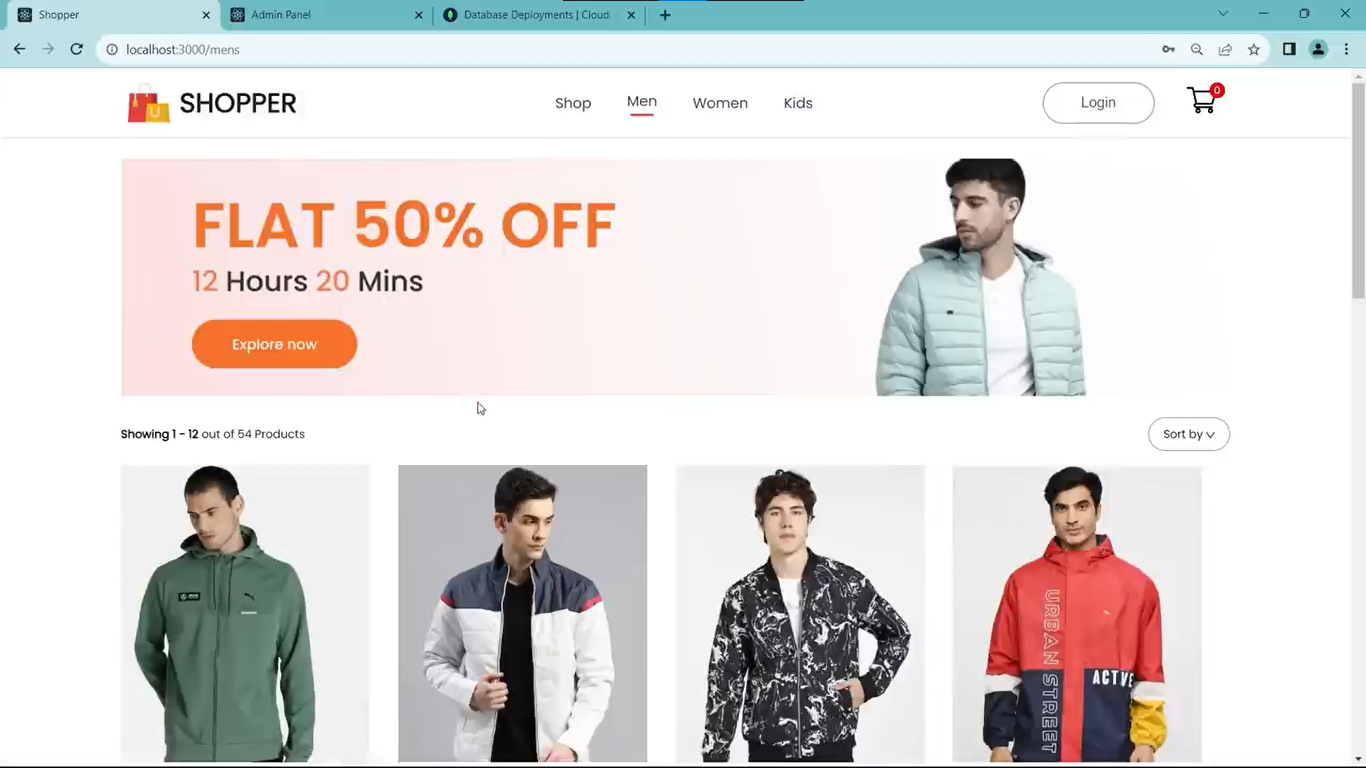 Shopper
Admin Panel
Database Deployments | Cloud
localhost:3000/mens
SHOPPER
Shop
Men
Women
Kids
Login
0
U
FLAT 50% OFF
12 Hours 20 Mins
Explore now
Showing 1 - 12 out of 54 Products
Sort by
URBAN STREET
ACTVE